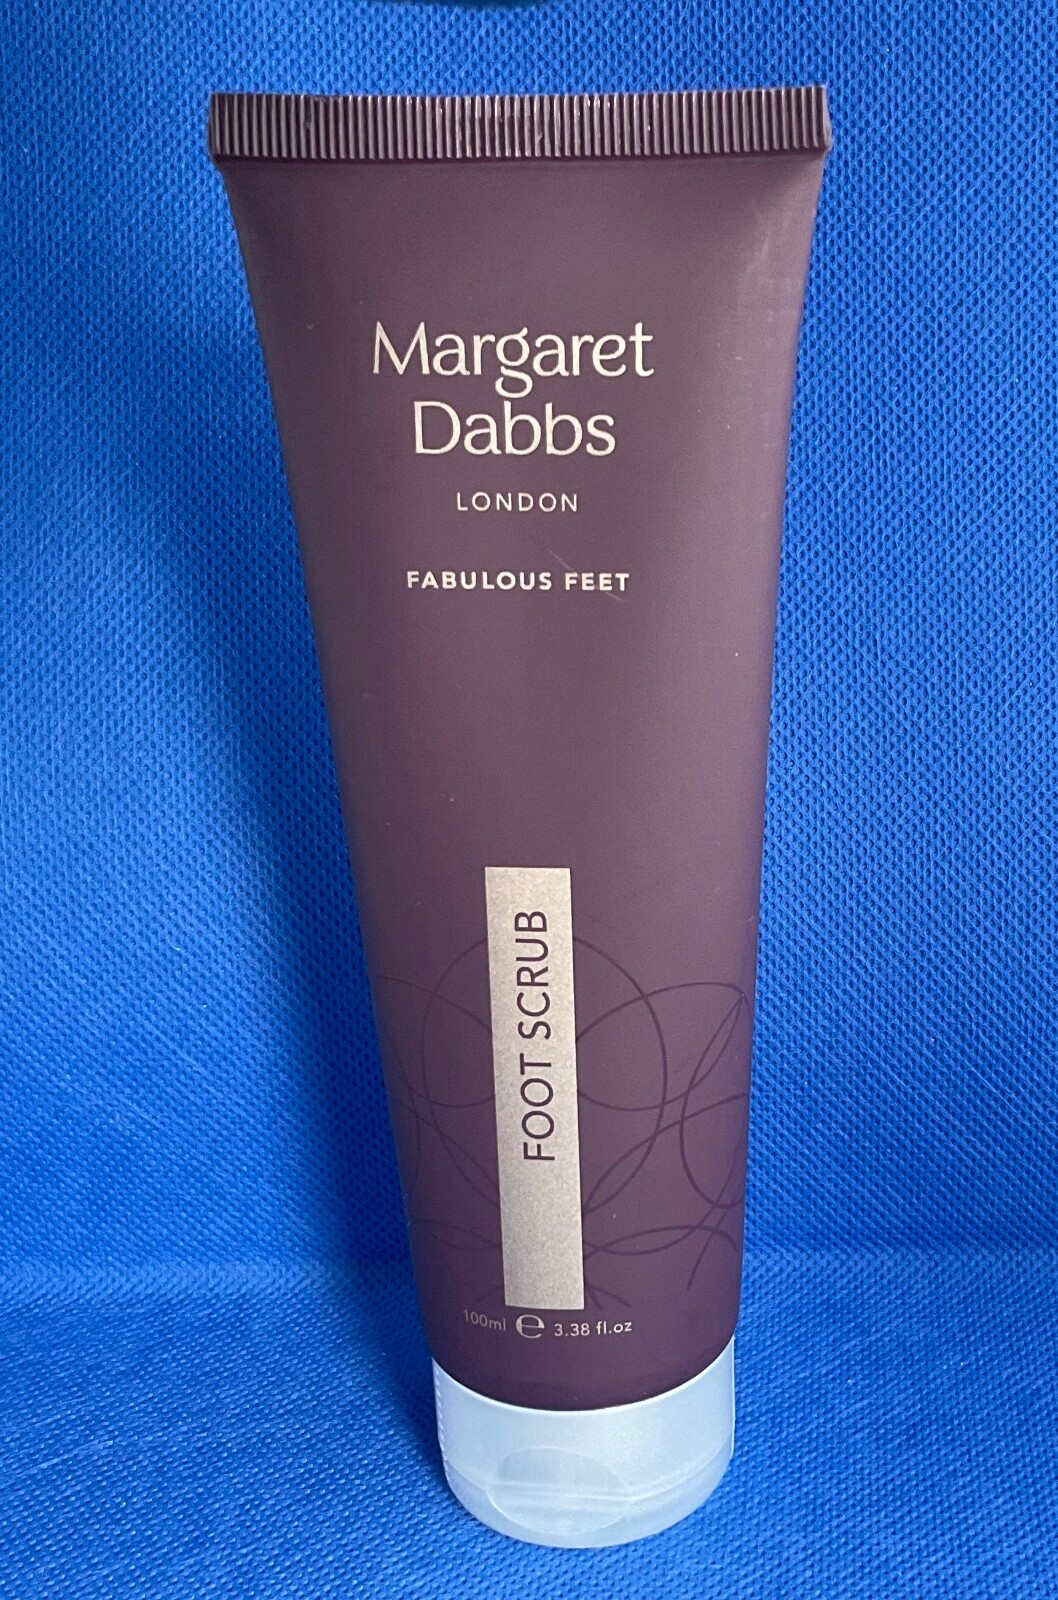 Margaret
Dabbs
LONDON
FABULOUS FEET
FOOT SCRUB
100ml ℮ 3.38 fl.oz